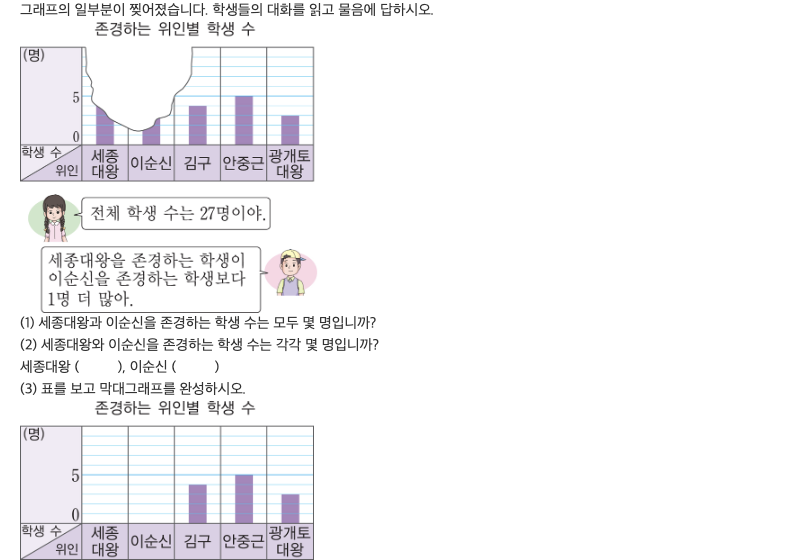 그래프의 일부분이 찢어졌습니다. 학생들의 대화를 읽고 물음에 답하시오.
존경하는 위인별 학생 수
(명)
5
0
학생 수
위인
세종
대왕
이순신
김구
안중근
광개토
대왕
전체 학생 수는 27명이야.
세종대왕을 존경하는 학생이
이순신을 존경하는 학생보다
1명 더 많아.
(1) 세종대왕과 이순신을 존경하는 학생 수는 모두 몇 명입니까?
(2) 세종대왕와 이순신을 존경하는 학생 수는 각각 몇 명입니까?
세종대왕 (          ), 이순신 (          )
(3) 표를 보고 막대그래프를 완성하시오.
존경하는 위인별 학생 수
(명)
5
0
학생 수
위인
세종
대왕
이순신
김구
안중근
광개토
대왕